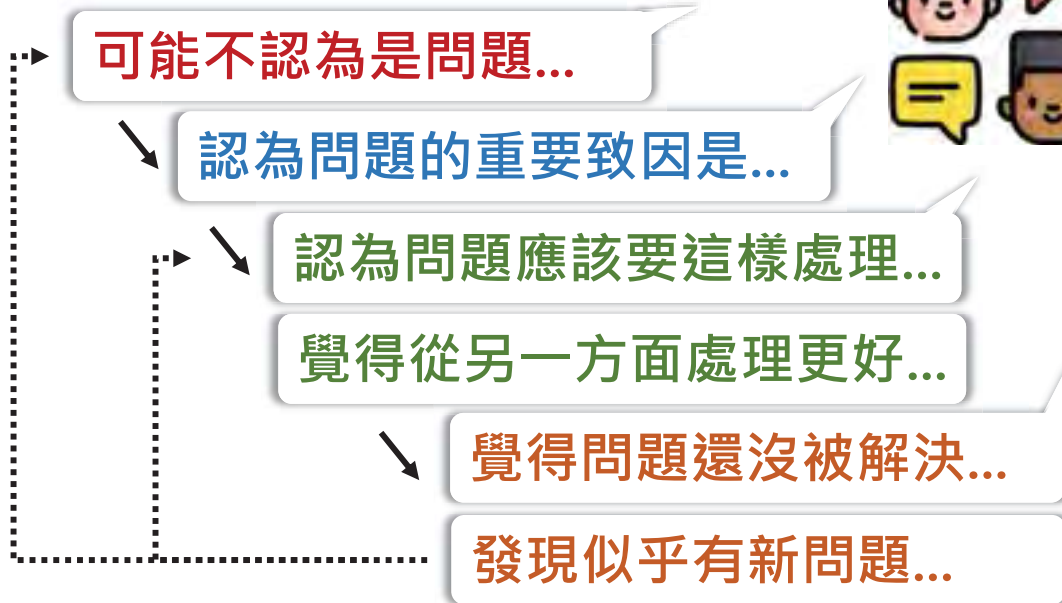 可能不認為是問題...
認為問題的重要致因是...
認為問題應該要這樣處理...
覺得從另一方面處理更好...
覺得問題還沒被解決...
發現似乎有新問題...